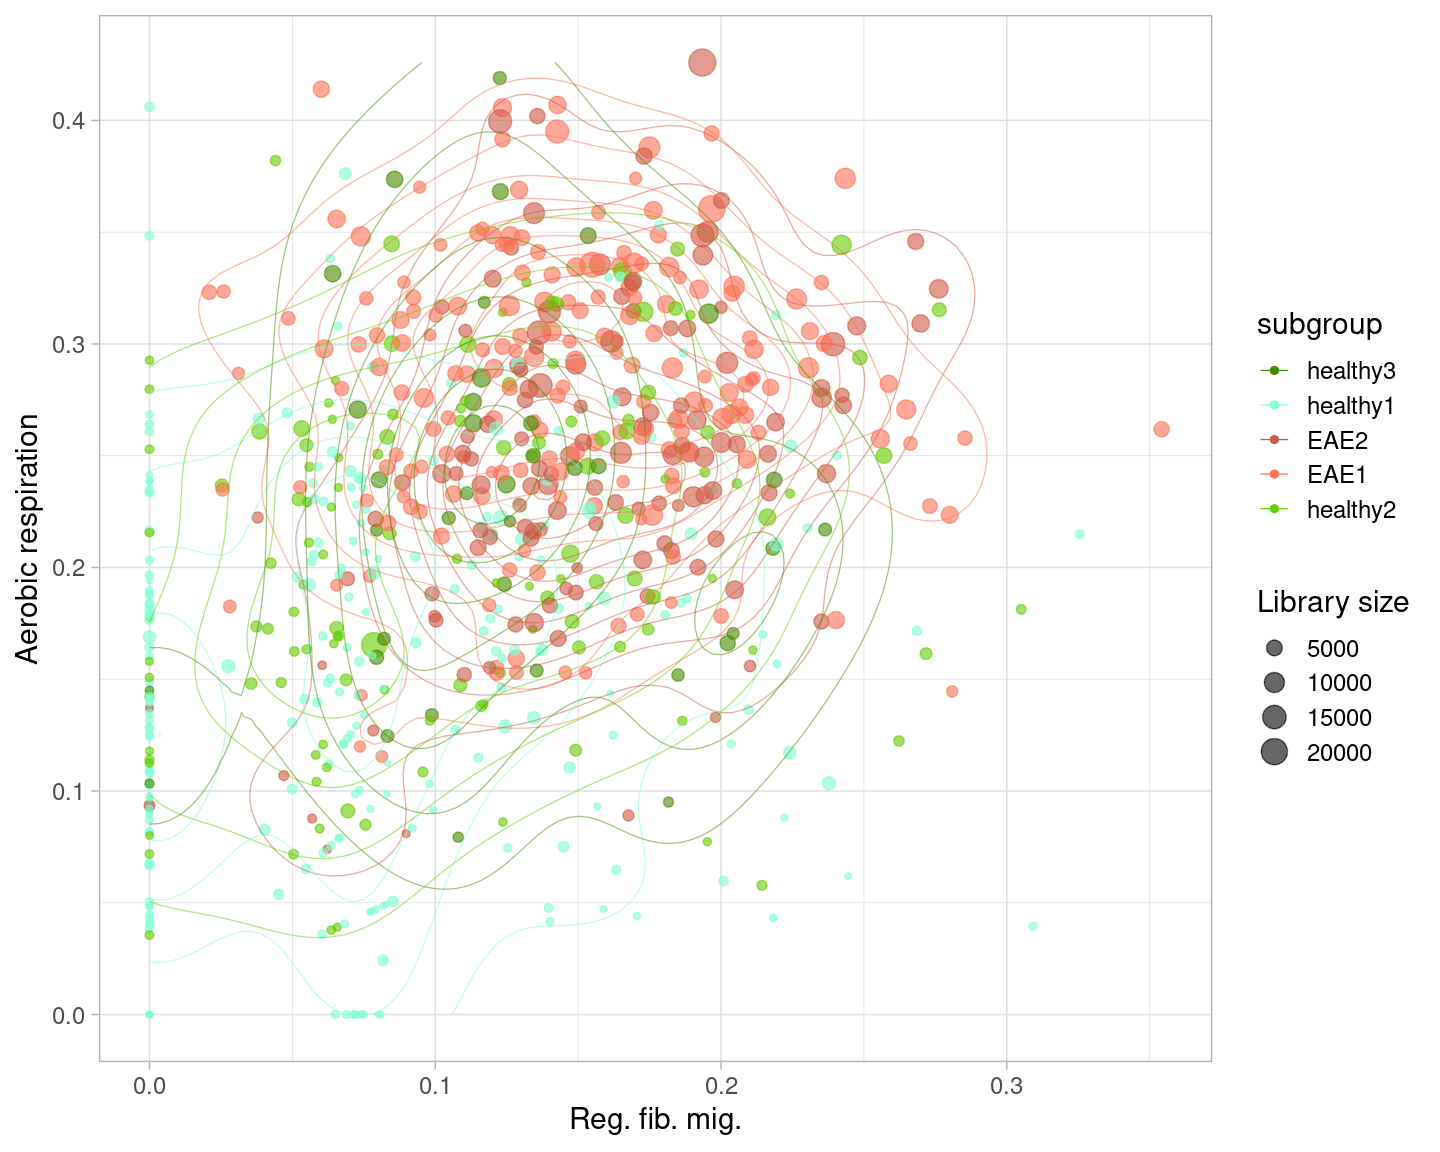 Aerobic respiration
0.4
0.3
0.2
0.1
0.0
0.0 0.1 0.2 0.3
Reg. fib. mig.
subgroup
healthy3
healthy1
EAE2
EAE1
healthy2
Library size
5000
10000
15000
20000